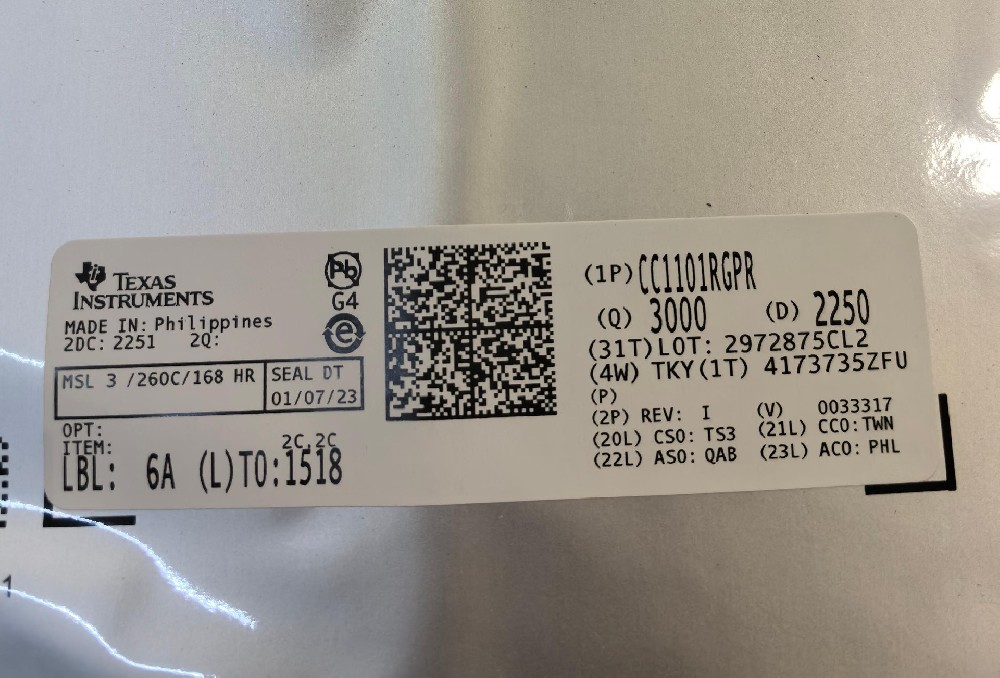 TEXAS
INSTRUMENTS
MADE IN: Philippines
2DC: 2251 2Q:
MSL 3 /260C/168 HR
SEAL DT
01/07/23
OPT:
ITEM:
2C,2C
LBL: 6A (L)TO:1518
Pb
G4
e
(1P)CC1101RGPR
(Q) 3000 (D) 2250
(31T)LOT: 2972875CL2
(4W) TKY(1T) 4173735ZFU
(P)
(2P) REV: I (V) 0033317
(20L) CSO: TS3 (21L) CCO:TWN
(22L) ASO: QAB (23L) ACO: PHL
1